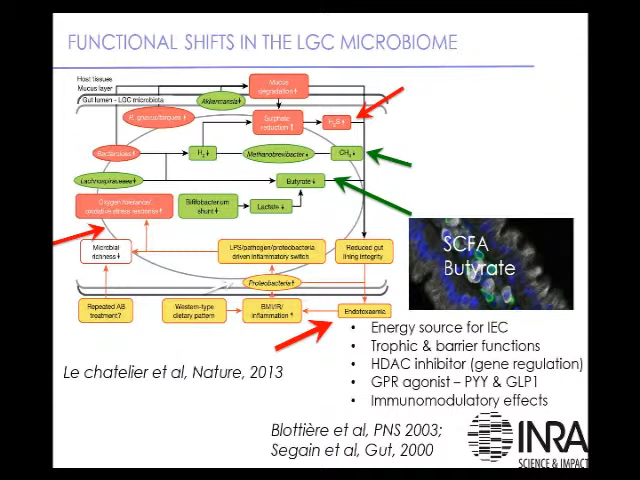 FUNCTIONAL SHIFTS IN THE LGC MICROBIOME
Host tissues
Mucus layer
Mucus
degradation↑
Gut lumen - LGC microbiota
Akkermansia↓
R. gnavus/torques↑
Sulphate
reduction
H₂S↑
Bacteroides↑
H₂↓
Methanobrevibacter↓
CH₄↓
Lachnospiraceae↓
Butyrate↓
Oxygen tolerance/
oxidative stress response↑
Bifidobacterium
shunt↓
Lactate↓
Microbial
richness↓
LPS/pathogen/proteobacteria
driven inflammatory switch
Reduced gut
lining integrity
Proteobacteria↑
Repeated AB
treatment?
Western-type
dietary pattern
BMI/IR/
inflammation↑
Endotoxaemia
SCFA
Butyrate
• Energy source for IEC
• Trophic & barrier functions
• HDAC inhibitor (gene regulation)
• GPR agonist – PYY & GLP1
• Immunomodulatory effects
Le chatelier et al, Nature, 2013
Blottière et al, PNS 2003;
Segain et al, Gut, 2000
INRA
SCIENCE & IMPACT